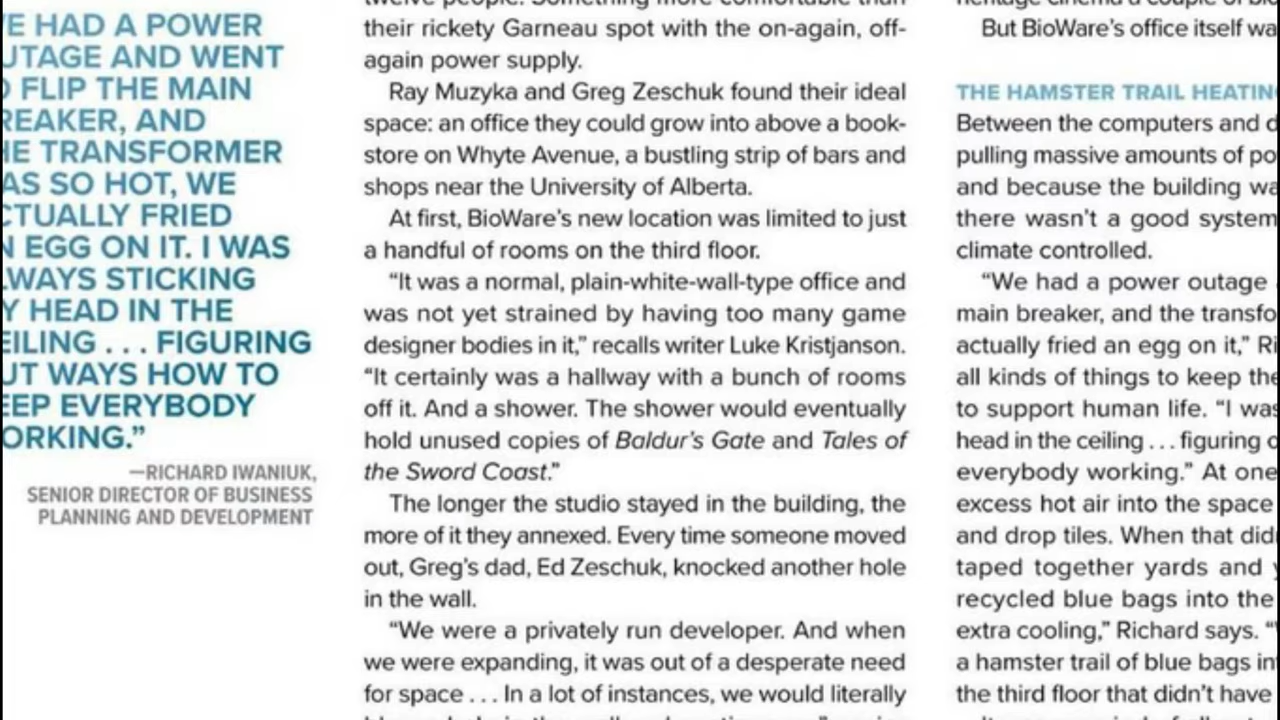 E HAD A POWER
UTAGE AND WENT
FLIP THE MAIN
REAKER, AND
HE TRANSFORMER
AS SO HOT, WE
CTUALLY FRIED
N EGG ON IT. I WAS
LWAYS STICKING
Y HEAD IN THE
EILING . . . FIGURING
UT WAYS HOW TO
EEP EVERYBODY
ORKING.”
—RICHARD IWANIUK,
SENIOR DIRECTOR OF BUSINESS
PLANNING AND DEVELOPMENT
twelve people. Something more comfortable than
their rickety Garneau spot with the on-again, off-
again power supply.
Ray Muzyka and Greg Zeschuk found their ideal
space: an office they could grow into above a book-
store on Whyte Avenue, a bustling strip of bars and
shops near the University of Alberta.
At first, BioWare’s new location was limited to just
a handful of rooms on the third floor.
“It was a normal, plain-white-wall-type office and
was not yet strained by having too many game
designer bodies in it,” recalls writer Luke Kristjanson.
“It certainly was a hallway with a bunch of rooms
off it. And a shower. The shower would eventually
hold unused copies of Baldur’s Gate and Tales of
the Sword Coast.”
The longer the studio stayed in the building, the
more of it they annexed. Every time someone moved
out, Greg’s dad, Ed Zeschuk, knocked another hole
in the wall.
“We were a privately run developer. And when
we were expanding, it was out of a desperate need
for space . . . In a lot of instances, we would literally
heritage cinema a couple of blo
But BioWare’s office itself wa
THE HAMSTER TRAIL HEATING
Between the computers and d
pulling massive amounts of po
and because the building wa
there wasn’t a good system
climate controlled.
“We had a power outage
main breaker, and the transfo
actually fried an egg on it,” Ri
all kinds of things to keep the
to support human life. “I was
head in the ceiling . . . figuring o
everybody working.” At one
excess hot air into the space
and drop tiles. When that did
taped together yards and y
recycled blue bags into the
extra cooling,” Richard says. “
a hamster trail of blue bags in
the third floor that didn’t have